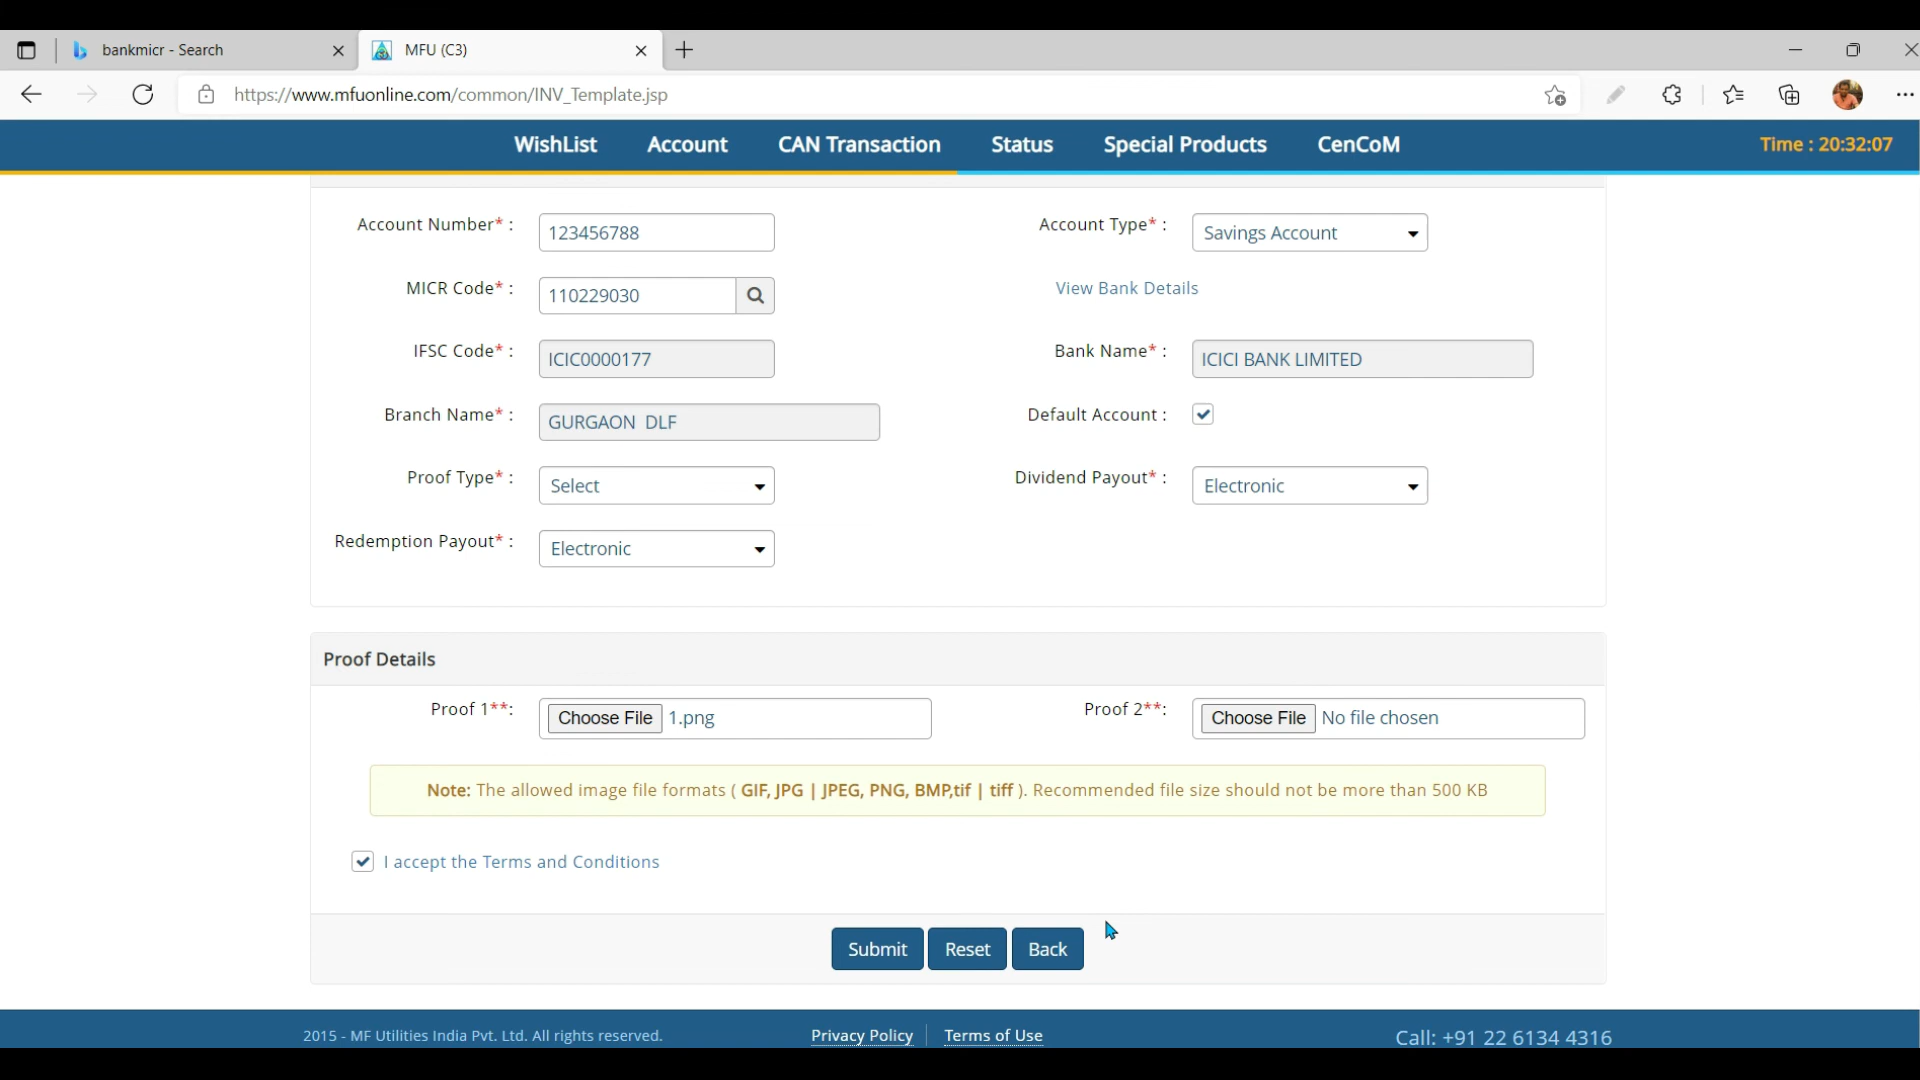 bankmicr - Search
MFU (C3)
https://www.mfuonline.com/common/INV_Template.jsp
WishList Account CAN Transaction Status Special Products CenCoM Time : 20:32:07
Account Number* : 123456788 Account Type* : Savings Account
MICR Code* : 110229030 View Bank Details
IFSC Code* : ICIC0000177 Bank Name* : ICICI BANK LIMITED
Branch Name* : GURGAON DLF Default Account :
Proof Type* : Select Dividend Payout* : Electronic
Redemption Payout* : Electronic
Proof Details
Proof 1**: Choose File 1.png Proof 2**: Choose File No file chosen
Note: The allowed image file formats ( GIF, JPG | JPEG, PNG, BMP,tif | tiff ). Recommended file size should not be more than 500 KB
I accept the Terms and Conditions
Submit Reset Back
2015 - MF Utilities India Pvt. Ltd. All rights reserved. Privacy Policy Terms of Use Call: +91 22 6134 4316